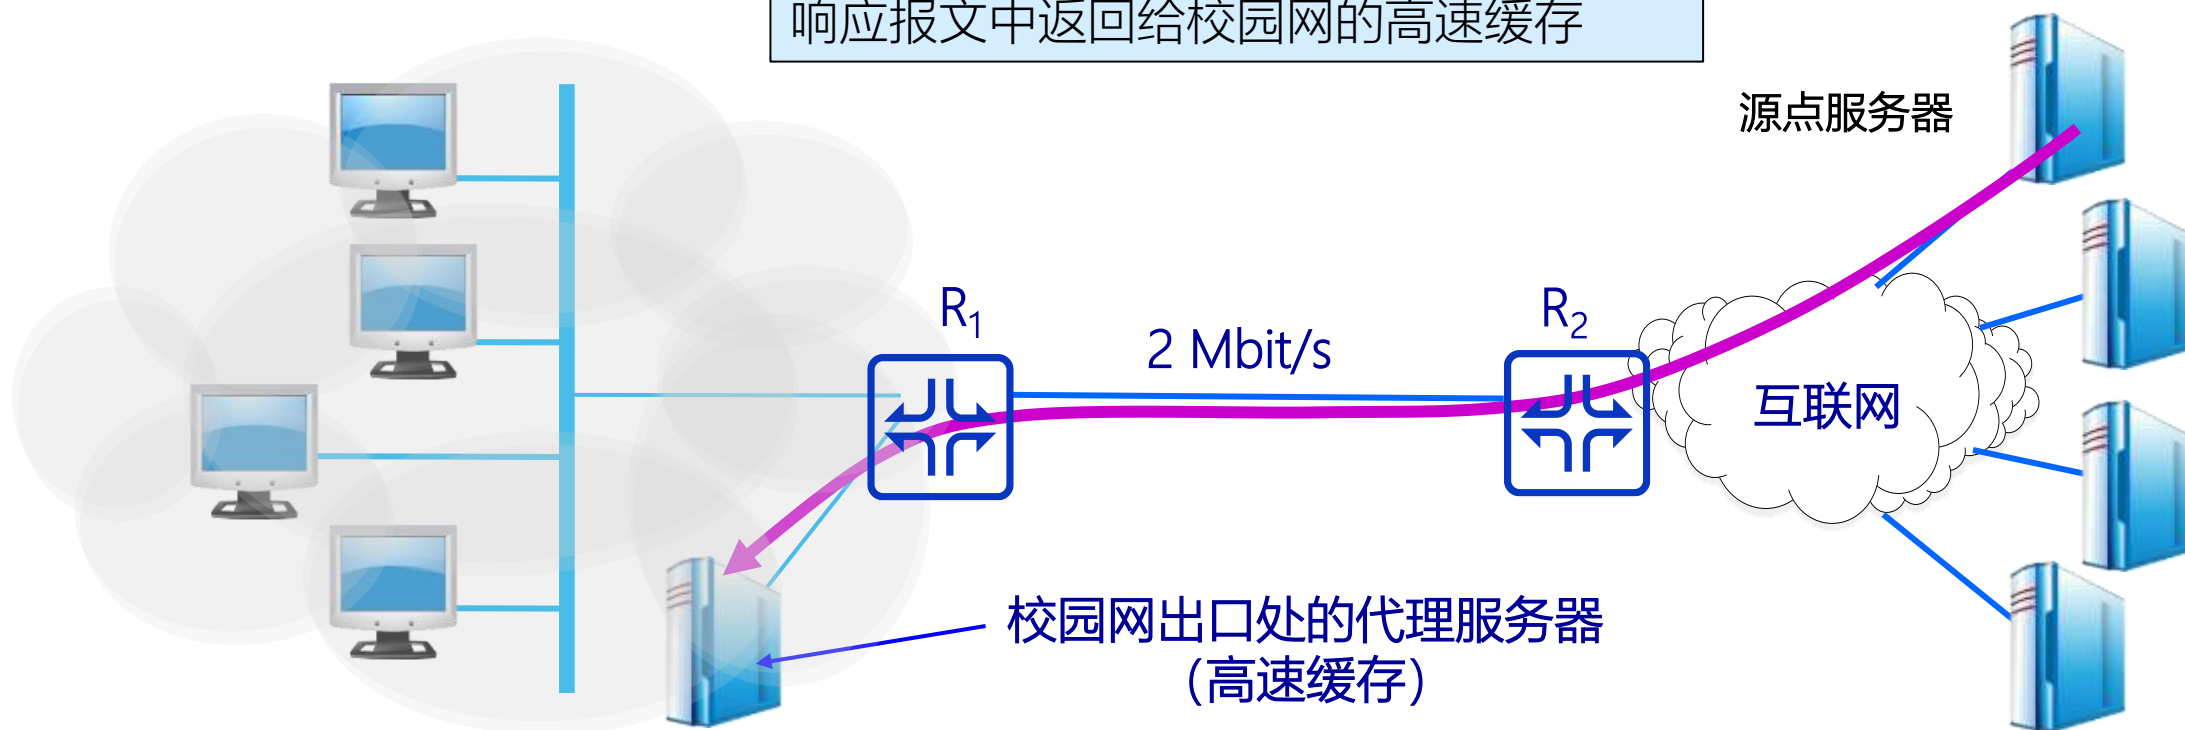 响应报文中返回给校园网的高速缓存
源点服务器
R₁
2 Mbit/s
R₂
互联网
校园网出口处的代理服务器
（高速缓存）